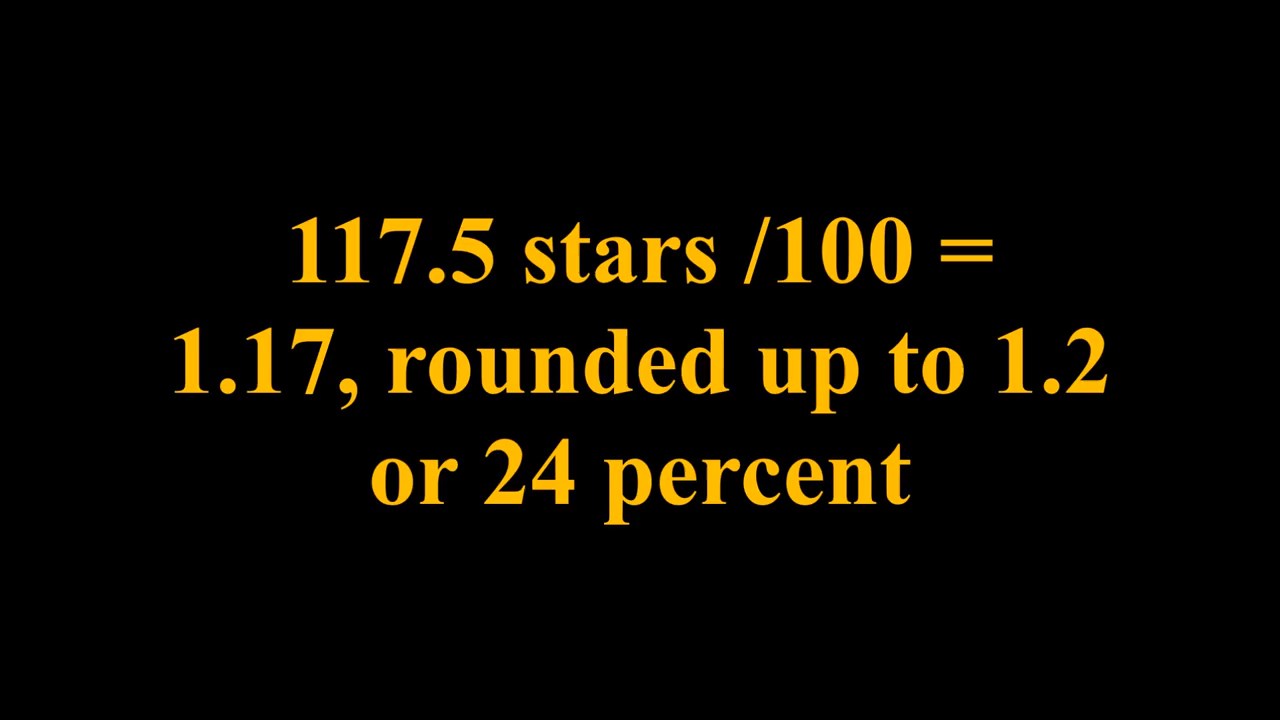 117.5 stars /100 =
1.17, rounded up to 1.2
or 24 percent